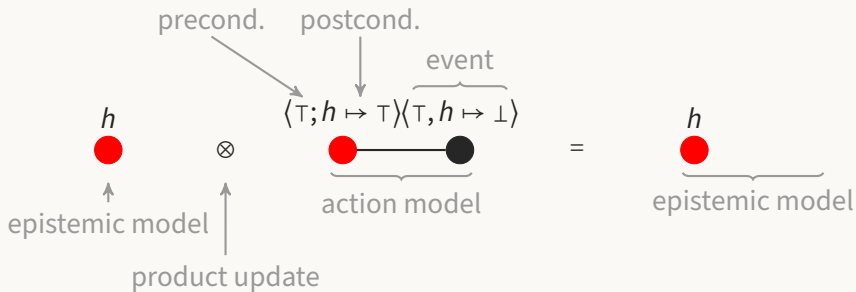 precond. postcond.
event
h ⟨⊤; h ↦ ⊤⟩⟨⊤, h ↦ ⊥⟩ h
⊗ =
epistemic model action model epistemic model
product update